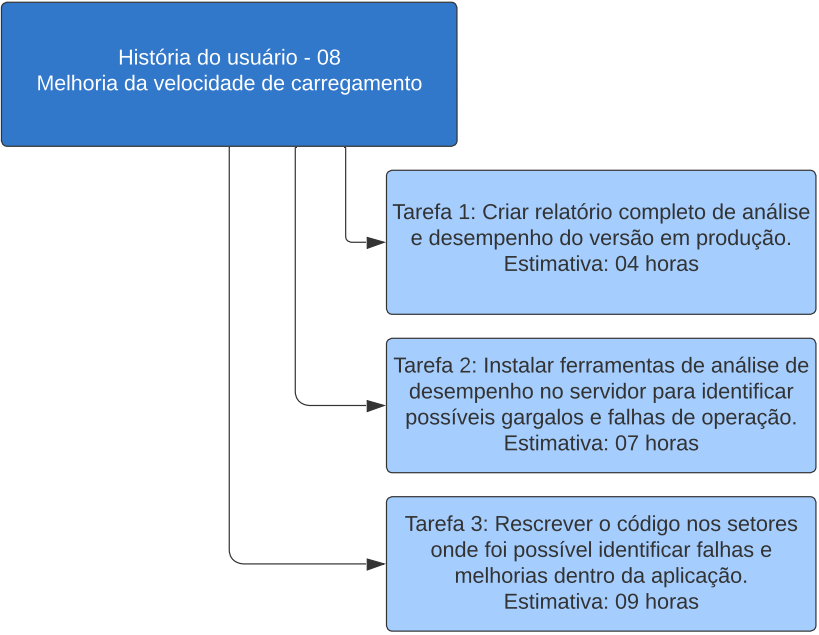 História do usuário - 08
Melhoria da velocidade de carregamento
Tarefa 1: Criar relatório completo de análise
e desempenho do versão em produção.
Estimativa: 04 horas
Tarefa 2: Instalar ferramentas de análise de
desempenho no servidor para identificar
possíveis gargalos e falhas de operação.
Estimativa: 07 horas
Tarefa 3: Rescrever o código nos setores
onde foi possível identificar falhas e
melhorias dentro da aplicação.
Estimativa: 09 horas